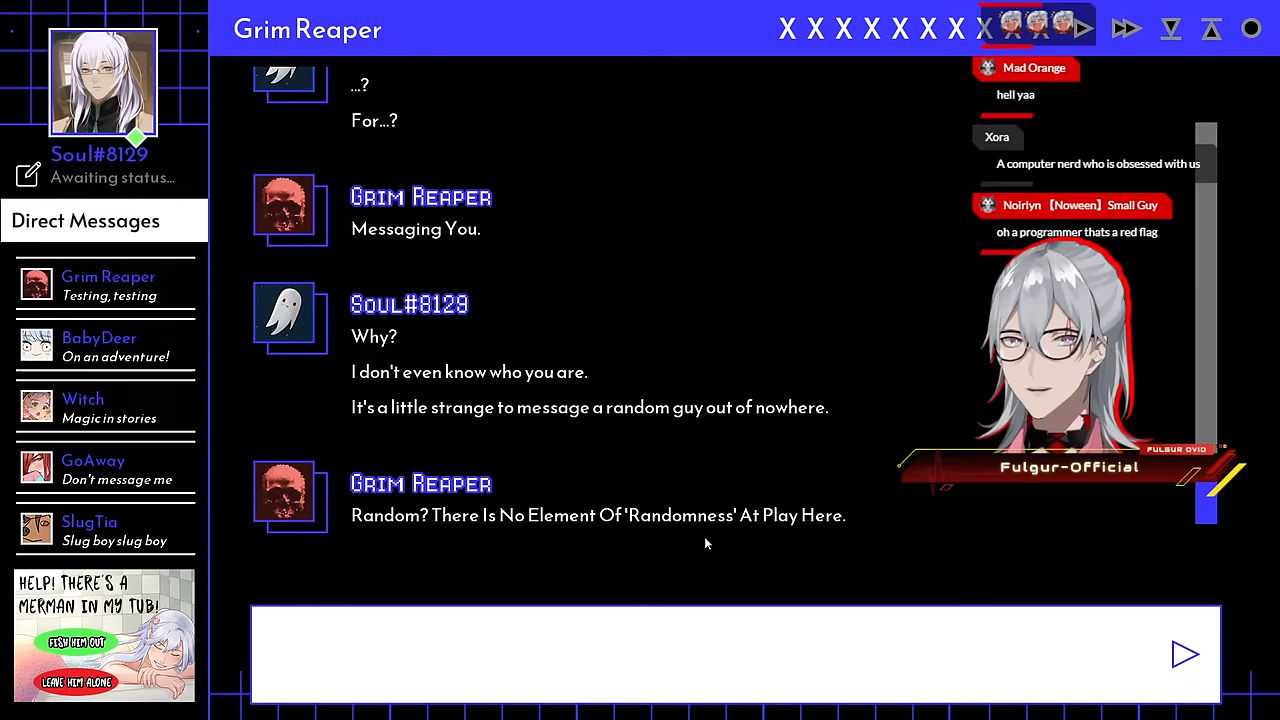 Grim Reaper
X X X X X X X X X X
Soul#8129
Awaiting status...
Direct Messages
Grim Reaper
Testing, testing
BabyDeer
On an adventure!
Witch
Magic in stories
GoAway
Don't message me
SlugTia
Slug boy slug boy
HELP! THERE'S A
MERMAN IN MY TUB!
FISH HIM OUT
LEAVE HIM ALONE
...?
For...?
Grim Reaper
Messaging You.
Soul#8129
Why?
I don't even know who you are.
It's a little strange to message a random guy out of nowhere.
Grim Reaper
Random? There Is No Element Of 'Randomness' At Play Here.
Mad Orange
hell yaa
Xora
A computer nerd who is obsessed with us
Noirlyn 【Noween】Small Guy
oh a programmer thats a red flag
FULGUR OVID
Fulgur-Official